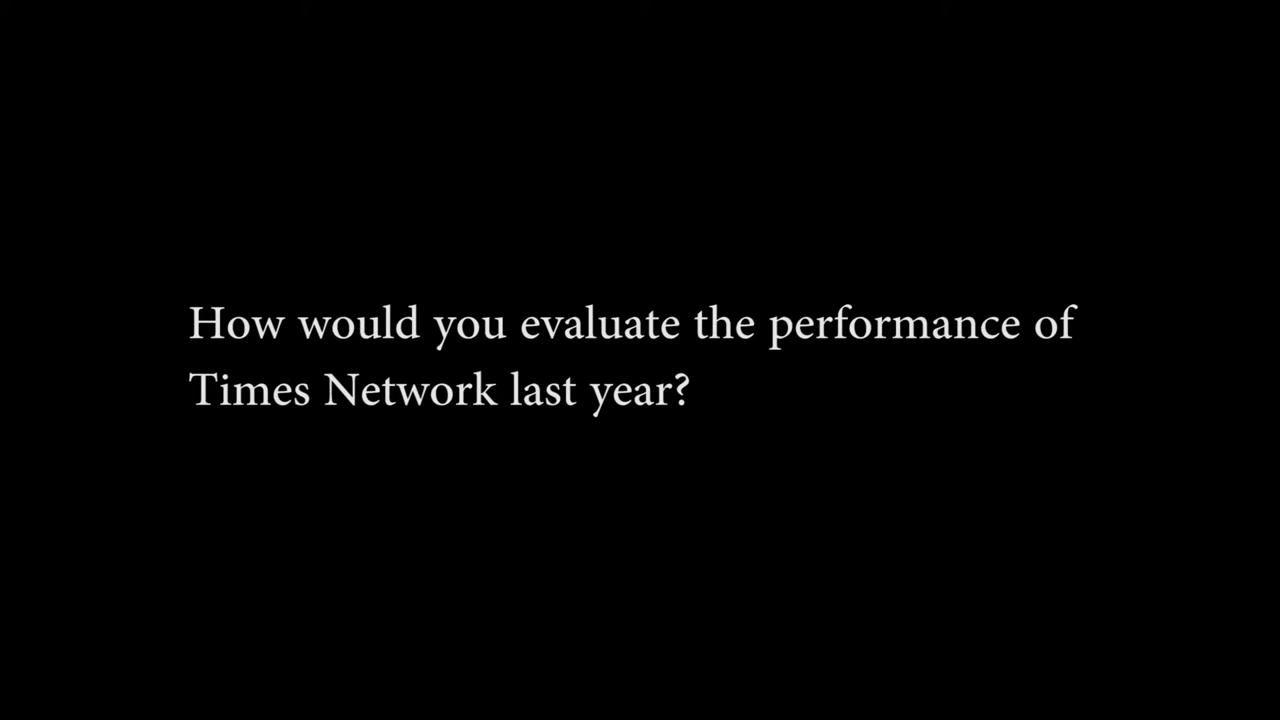 How would you evaluate the performance of
Times Network last year?